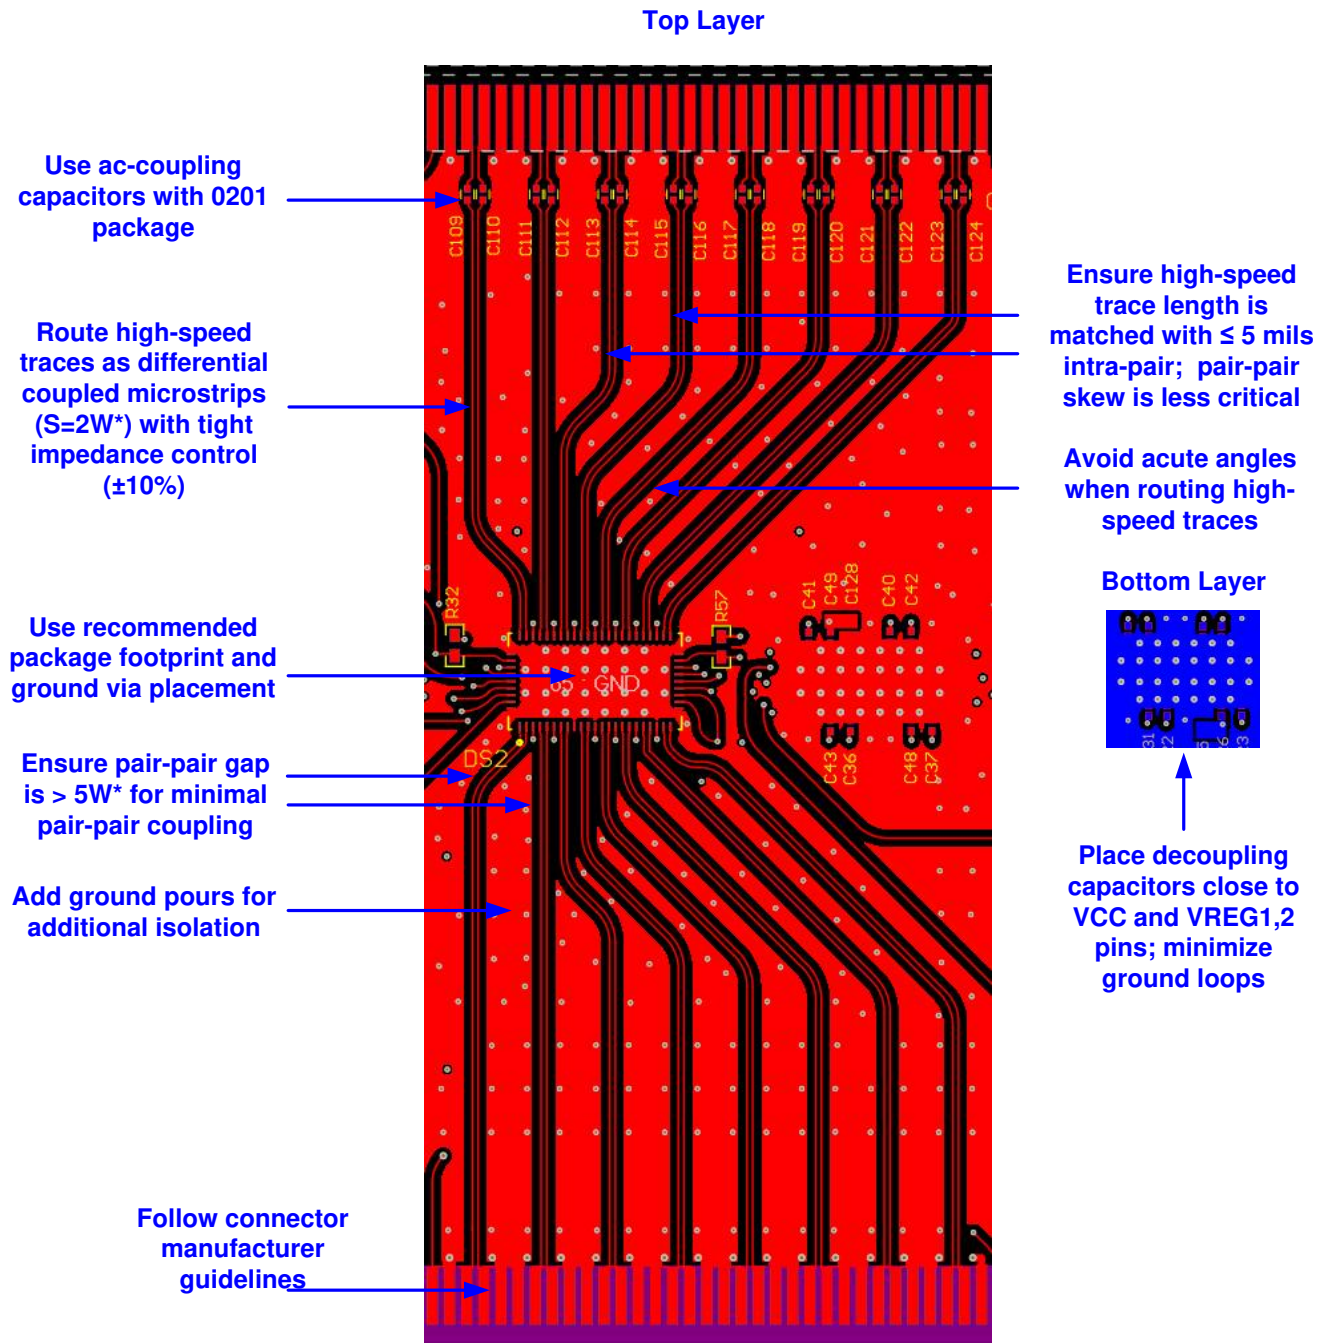 Top Layer
Use ac-coupling
capacitors with 0201
package
C109
C110
C111
C112
C113
C114
C115
C116
C117
C118
C119
C120
C121
C122
C123
C124
Route high-speed
traces as differential
coupled microstrips
(S=2W*) with tight
impedance control
(±10%)
Ensure high-speed
trace length is
matched with ≤ 5 mils
intra-pair; pair-pair
skew is less critical
Avoid acute angles
when routing high-
speed traces
Bottom Layer
R32
R57
C41
C49
C128
C40
C42
Use recommended
package footprint and
ground via placement
GND
DS2
C43
C36
C48
C37
Ensure pair-pair gap
is > 5W* for minimal
pair-pair coupling
Add ground pours for
additional isolation
Place decoupling
capacitors close to
VCC and VREG1,2
pins; minimize
ground loops
Follow connector
manufacturer
guidelines